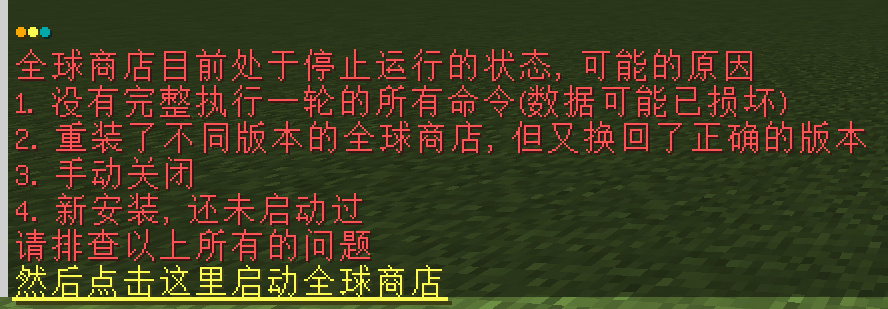 全球商店目前处于停止运行的状态, 可能的原因
1. 没有完整执行一轮的所有命令(数据可能已损坏)
2. 重装了不同版本的全球商店, 但又换回了正确的版本
3. 手动关闭
4. 新安装, 还未启动过
请排查以上所有的问题
然后点击这里启动全球商店